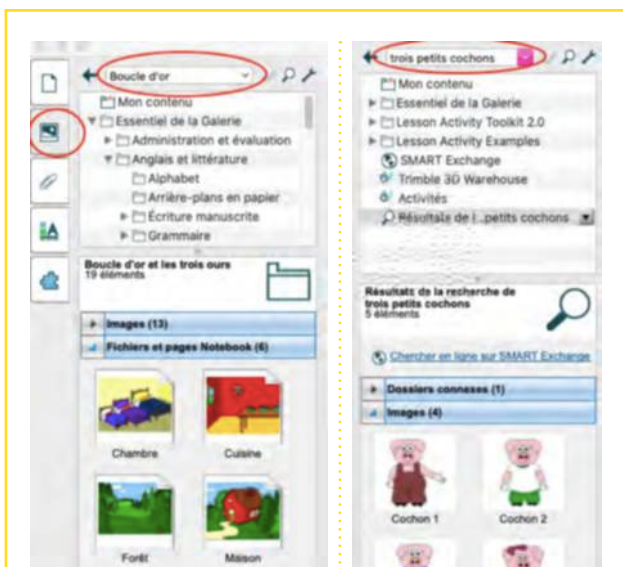 Boucle d'or
Mon contenu
Essentiel de la Galerie
Administration et évaluation
Anglais et littérature
Alphabet
Arrière-plans en papier
Écriture manuscrite
Grammaire
Boucle d'or et les trois ours
19 éléments
Images (13)
Fichiers et pages Notebook (6)
Chambre
Cuisine
Forêt
Maison
trois petits cochons
Mon contenu
Essentiel de la Galerie
Lesson Activity Toolkit 2.0
Lesson Activity Examples
SMART Exchange
Trimble 3D Warehouse
Activités
Résultats de l...petits cochons
Résultats de la recherche de
trois petits cochons
5 éléments
Chercher en ligne sur SMART Exchange
Dossiers connexes (1)
Images (4)
Cochon 1
Cochon 2